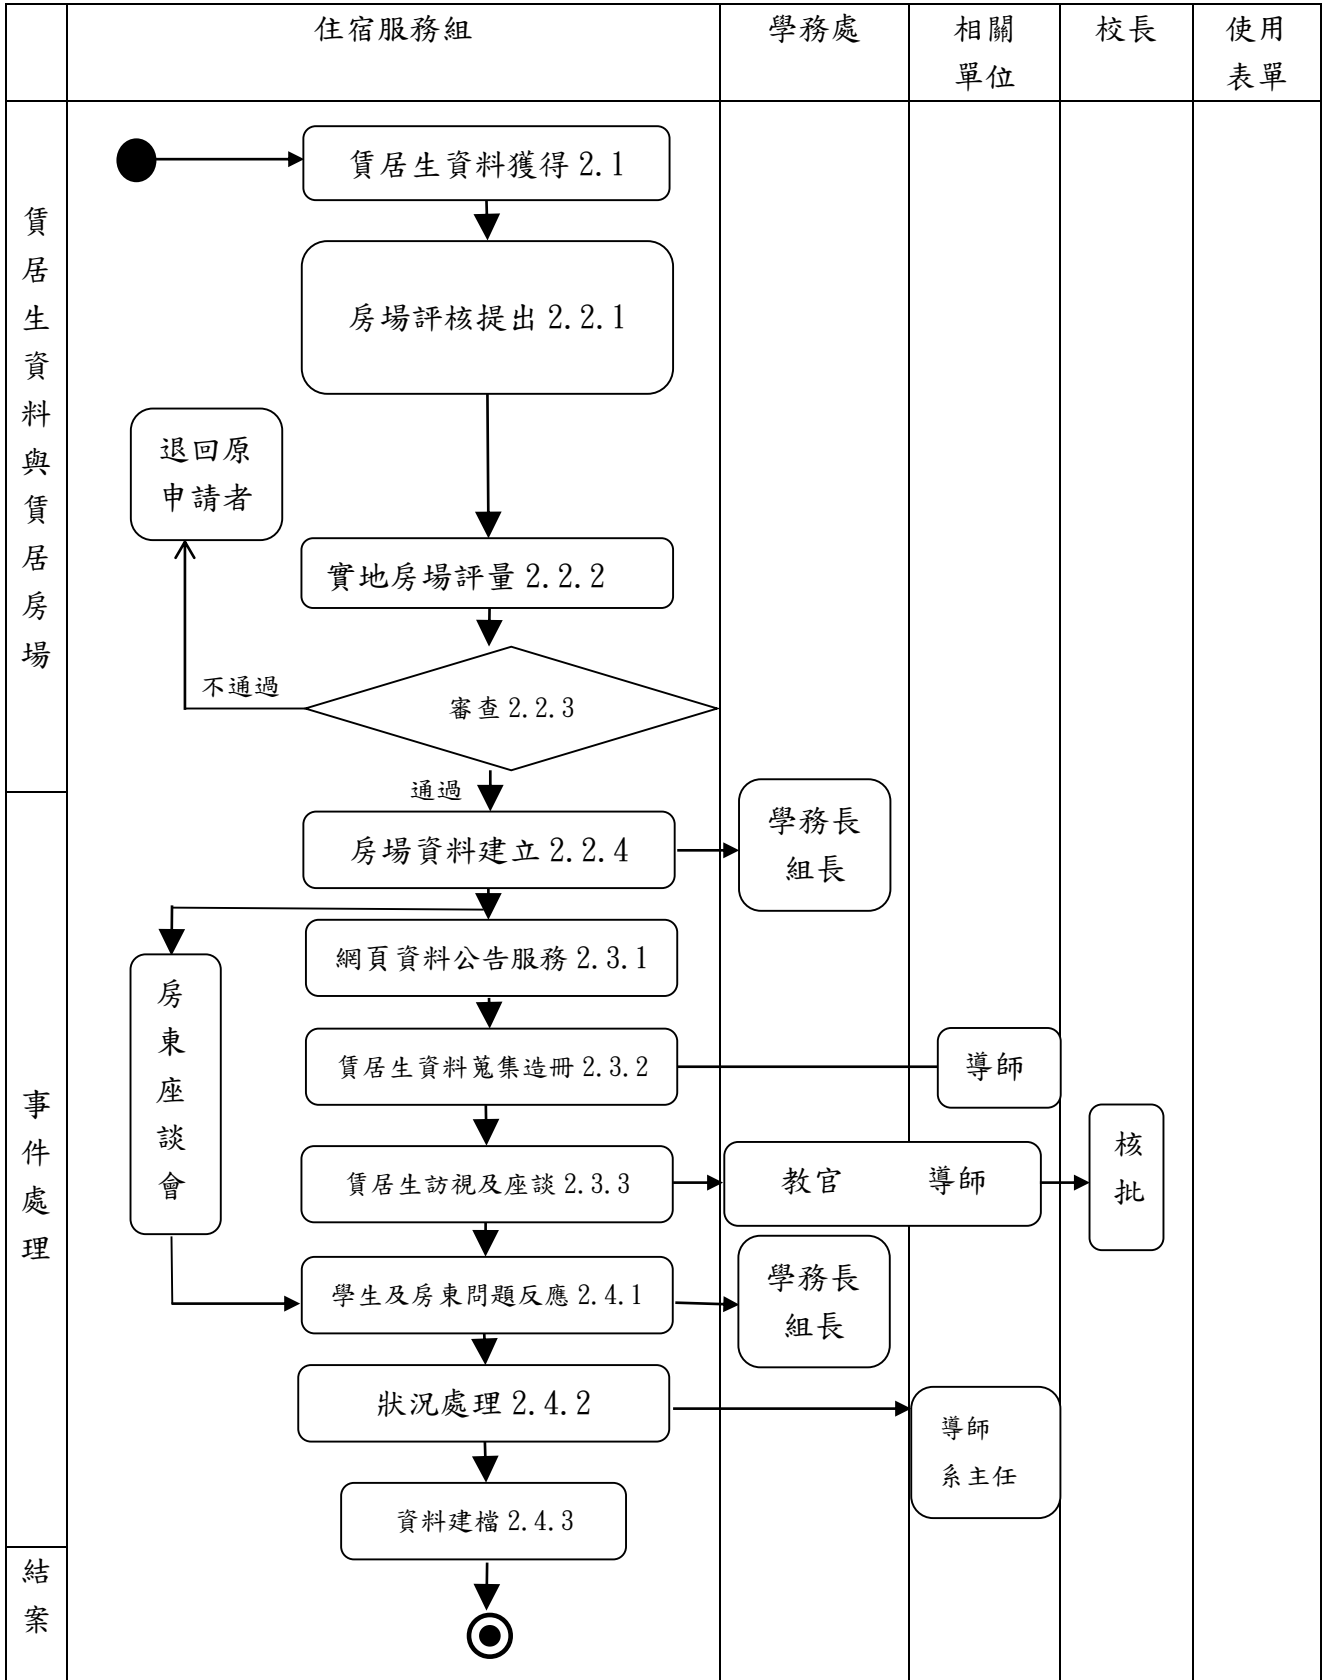 住宿服務組
學務處
相關
單位
校長
使用
表單
賃居生資料與賃居房場
賃居生資料獲得 2.1
房場評核提出 2.2.1
退回原
申請者
實地房場評量 2.2.2
不通過
審查 2.2.3
通過
事件處理
房場資料建立 2.2.4
學務長
組長
網頁資料公告服務 2.3.1
房東座談會
賃居生資料蒐集造冊 2.3.2
導師
賃居生訪視及座談 2.3.3
教官 導師
核批
學生及房東問題反應 2.4.1
學務長
組長
狀況處理 2.4.2
導師
系主任
資料建檔 2.4.3
結案